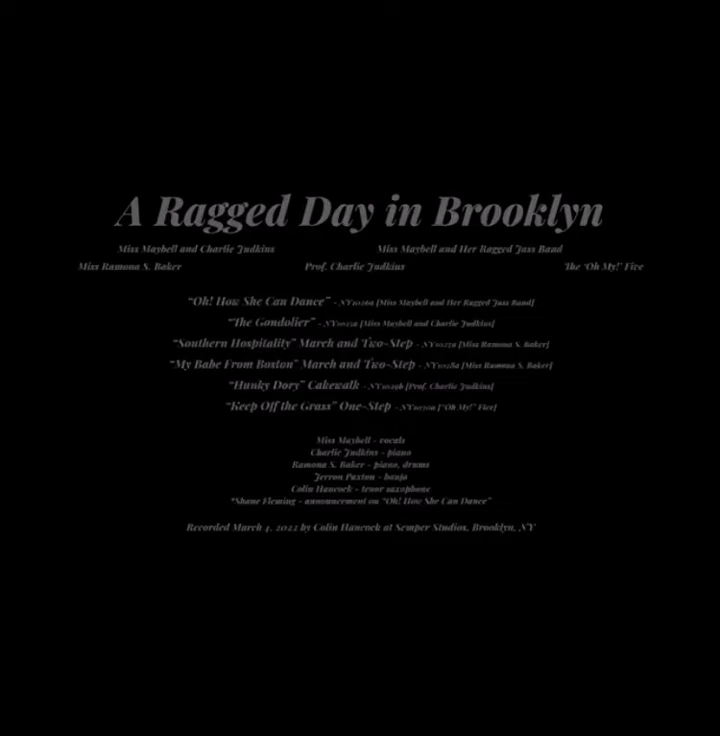 A Ragged Day in Brooklyn
Miss Maybell and Charlie Judkins Miss Maybell and Her Ragged Jass Band
Miss Ramona S. Baker Prof. Charlie Judkins The "Oh My!" Five
"Oh! How She Can Dance" - [Miss Maybell and Her Ragged Jass Band]
"The Gondolier" - [Miss Maybell and Charlie Judkins]
"Southern Hospitality" March and Two-Step - [Miss Ramona S. Baker]
"My Babe From Boston" March and Two-Step - [Miss Ramona S. Baker]
"Hunky Dory" Cakewalk - [Prof. Charlie Judkins]
"Keep Off the Grass" One-Step - ["Oh My!" Five]
Miss Maybell - vocals
Charlie Judkins - piano
Ramona S. Baker - piano, drums
Jerron Paxton - banjo
Colin Hancock - tenor saxophone
*Shane Fleming - announcement on "Oh! How She Can Dance"
Recorded March 4, 2022 by Colin Hancock at Semper Studios, Brooklyn, NY